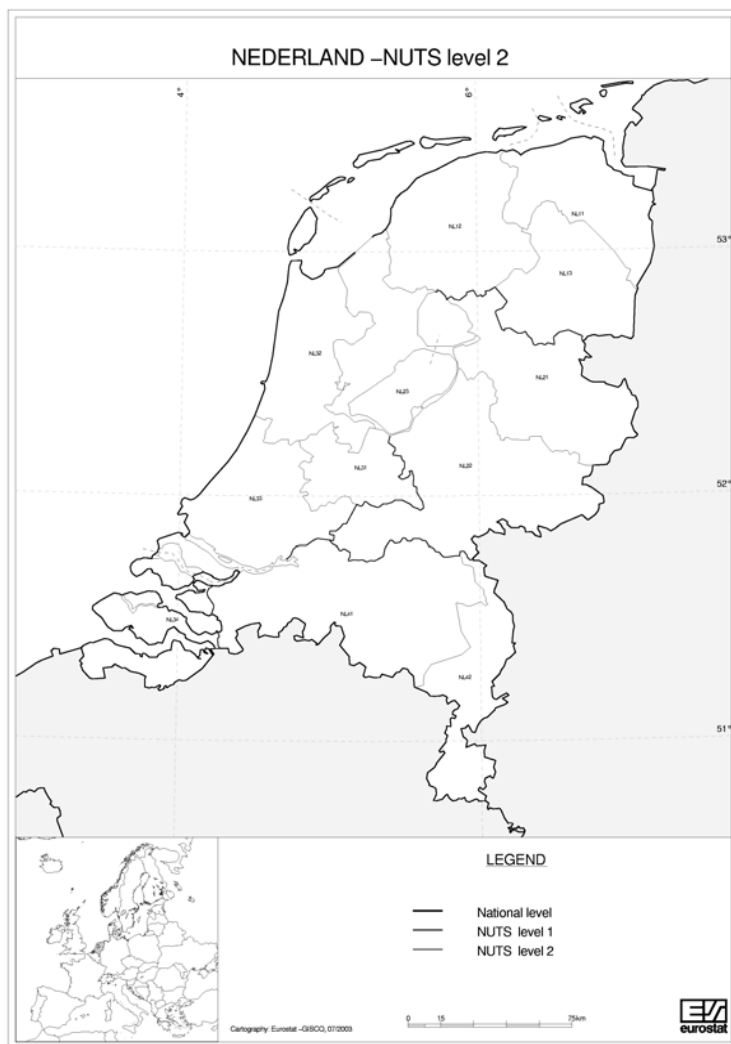 NEDERLAND –NUTS level 2
4°
6°
NL11
NL12
53°
NL13
NL32
NL21
NL23
NL31
NL22
NL33
52°
NL41
NL34
NL42
51°
LEGEND
National level
NUTS level 1
NUTS level 2
Cartography: Eurostat –GISCO, 07/2003
0 15 75km
eurostat